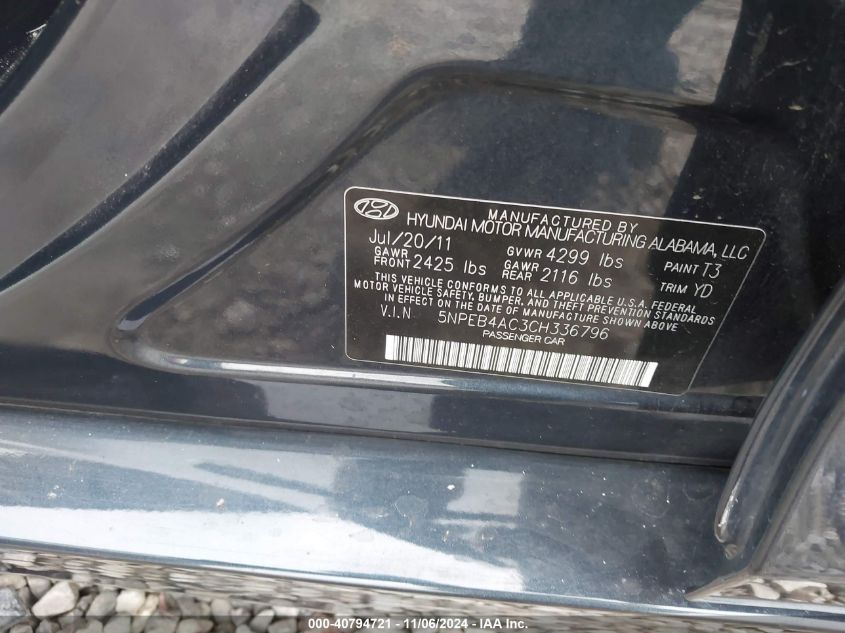 MANUFACTURED BY
HYUNDAI MOTOR MANUFACTURING ALABAMA, LLC
Jul/20/11 GVWR 4299 lbs PAINT T3
GAWR FRONT 2425 lbs GAWR REAR 2116 lbs TRIM YD
THIS VEHICLE CONFORMS TO ALL APPLICABLE U.S.A. FEDERAL
MOTOR VEHICLE SAFETY, BUMPER, AND THEFT PREVENTION
STANDARDS IN EFFECT ON THE DATE OF MANUFACTURE SHOWN ABOVE
V.I.N 5NPEB4AC3CH336796
PASSENGER CAR
000-40794721 - 11/06/2024 - IAA Inc.